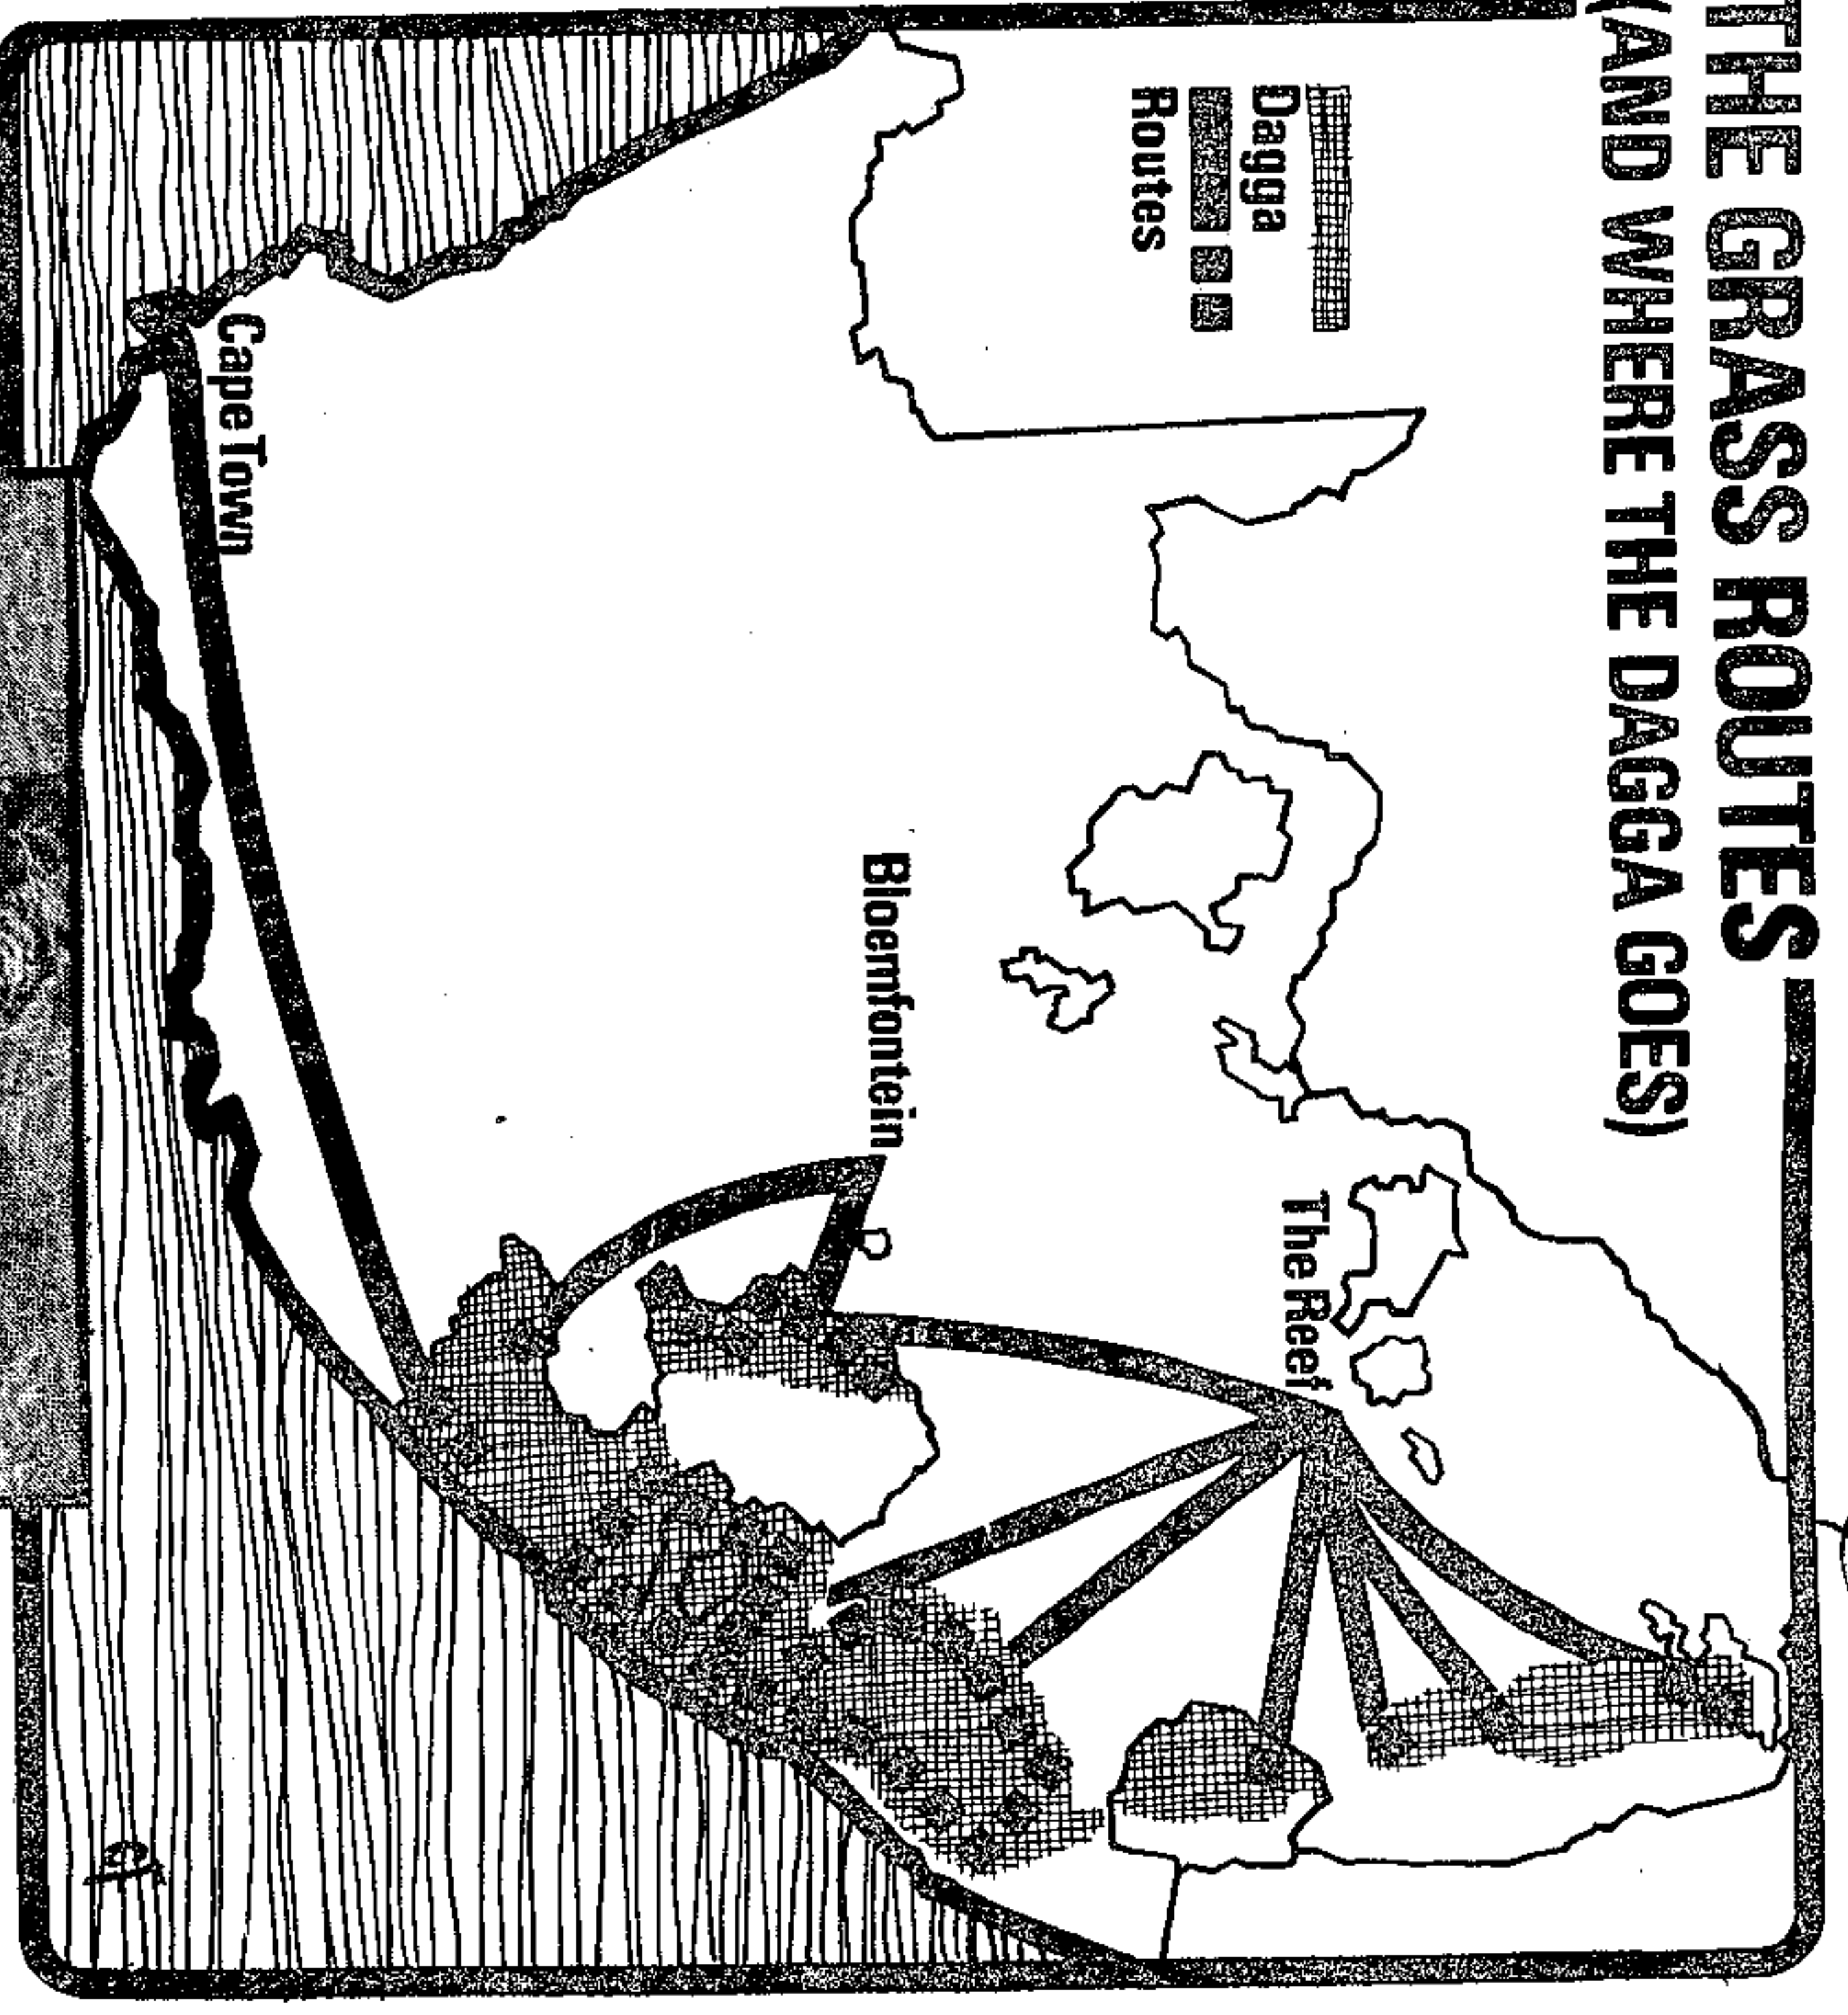 THE GRASS ROUTES
(AND WHERE THE DAGGA GOES)
Dagga
Routes
The Reef
Bloemfontein
Cape Town